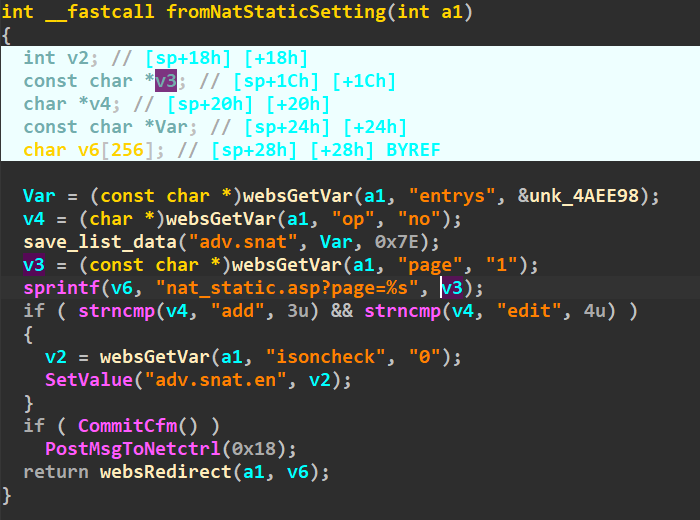 int __fastcall fromNatStaticSetting(int a1)
{
int v2; // [sp+18h] [+18h]
const char *v3; // [sp+1Ch] [+1Ch]
char *v4; // [sp+20h] [+20h]
const char *Var; // [sp+24h] [+24h]
char v6[256]; // [sp+28h] [+28h] BYREF
Var = (const char *)websGetVar(a1, "entrys", &unk_4AEE98);
v4 = (char *)websGetVar(a1, "op", "no");
save_list_data("adv.snat", Var, 0x7E);
v3 = (const char *)websGetVar(a1, "page", "1");
sprintf(v6, "nat_static.asp?page=%s", v3);
if ( strncmp(v4, "add", 3u) && strncmp(v4, "edit", 4u) )
{
v2 = websGetVar(a1, "isoncheck", "0");
SetValue("adv.snat.en", v2);
}
if ( CommitCfm() )
PostMsgToNetctrl(0x18);
return websRedirect(a1, v6);
}